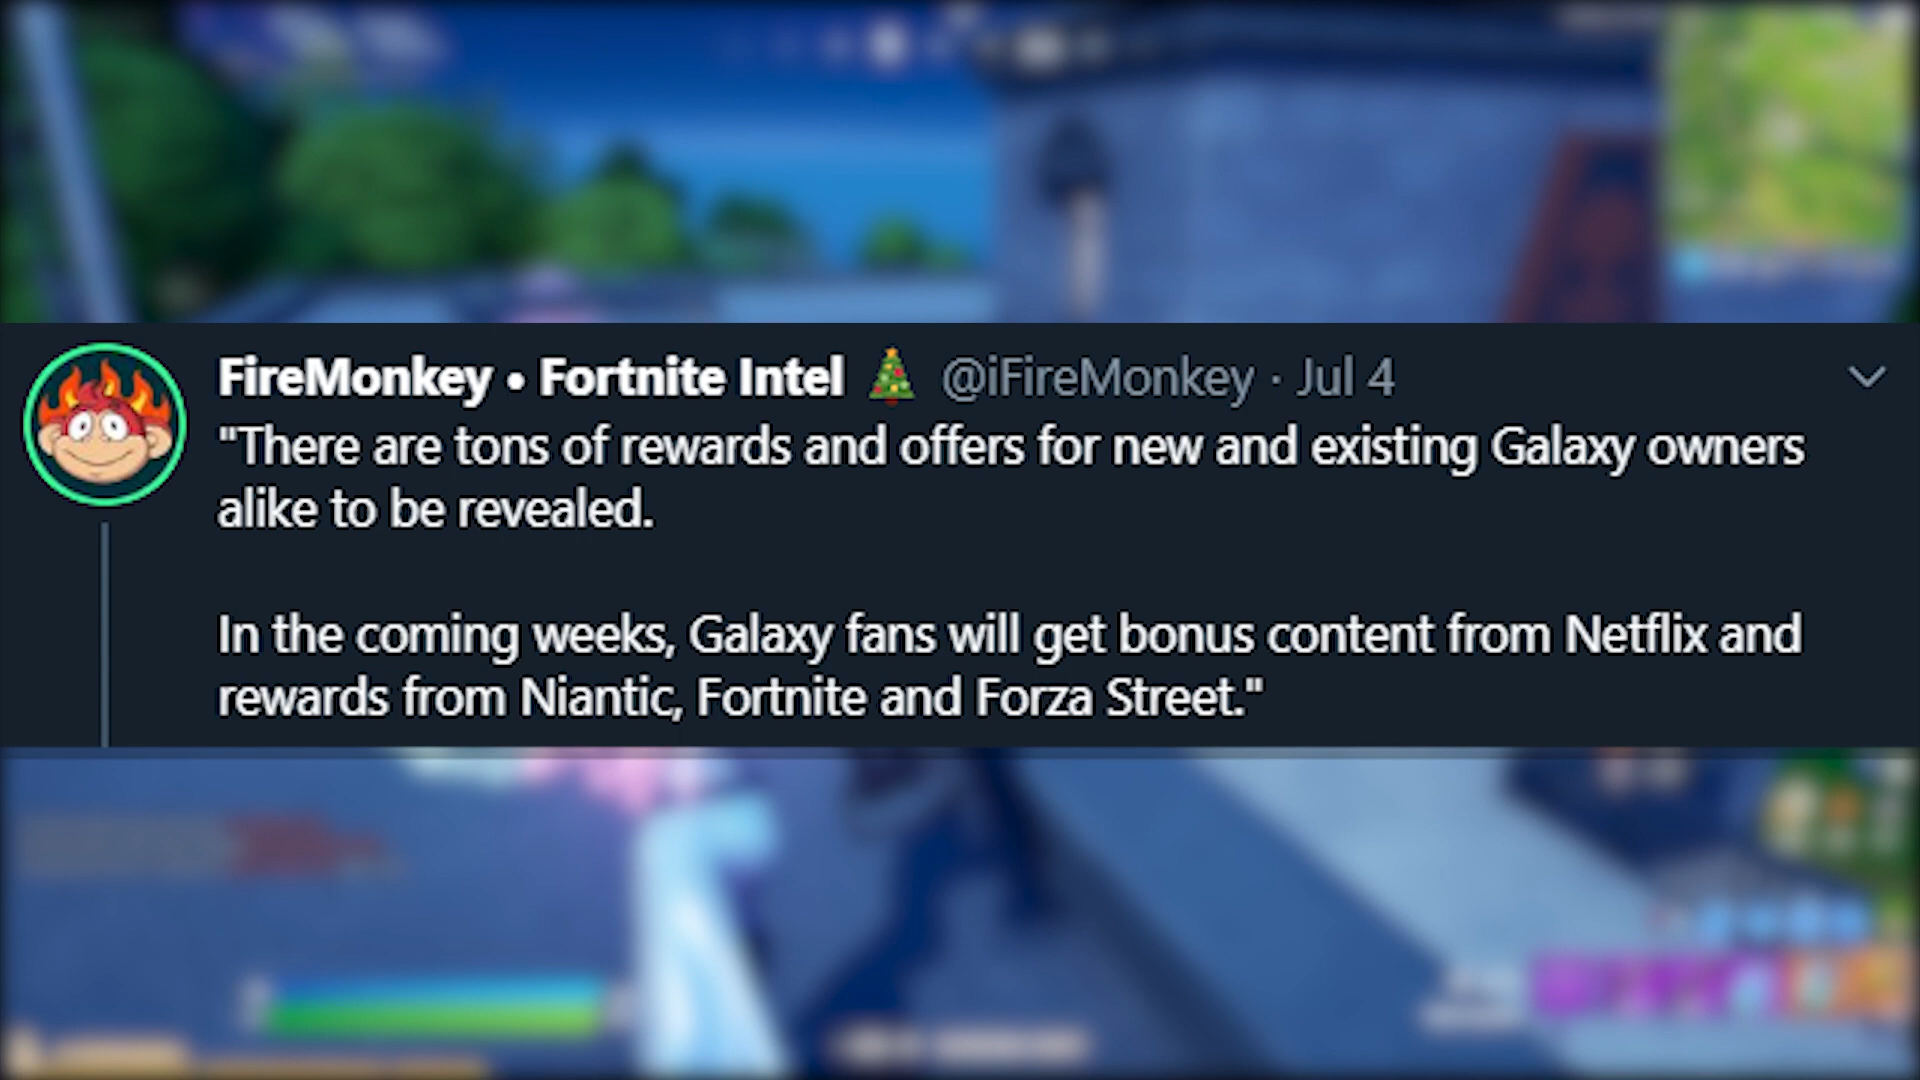 FireMonkey • Fortnite Intel 🎄 @iFireMonkey · Jul 4
"There are tons of rewards and offers for new and existing Galaxy owners
alike to be revealed.
In the coming weeks, Galaxy fans will get bonus content from Netflix and
rewards from Niantic, Fortnite and Forza Street."